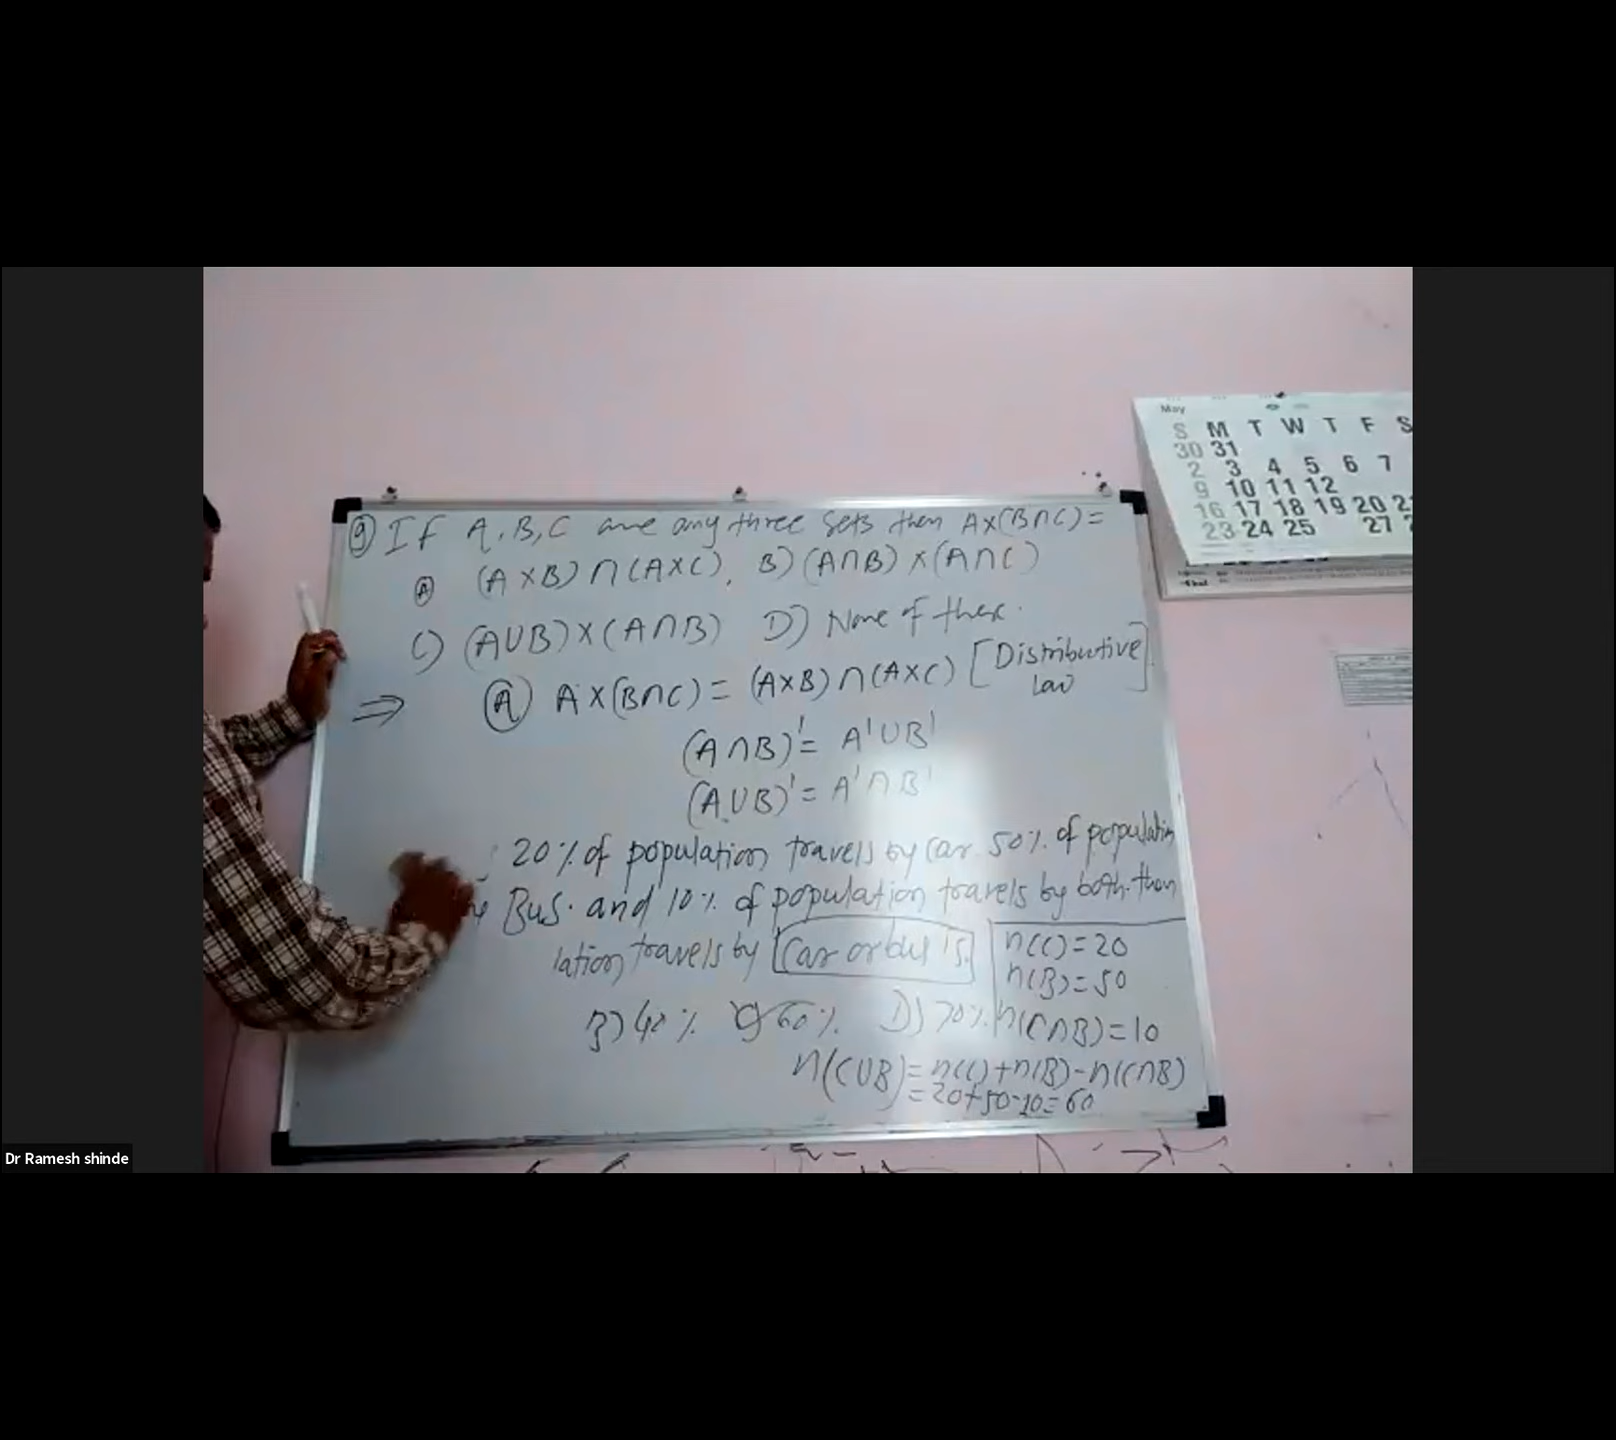 9) If A, B, C are any three sets then A×(B∩C) =
A) (A×B)∩(A×C), B) (A∩B)×(A∩C)
C) (A∪B)×(A∩B) D) None of these.
⇒ (A) A×(B∩C) = (A×B)∩(A×C) [Distributive law]
(A∩B)' = A'∪B'
(A∪B)' = A'∩B'
20% of population travels by Car 50% of population
Bus. and 10% of population travels by both. then
lation travels by Car or bus is
B) 40% C) 60% D) 70%
n(C) = 20
n(B) = 50
n(C∩B) = 10
n(C∪B) = n(C)+n(B)-n(C∩B)
= 20+50-10 = 60
May
S M T W T F S
30 31
2 3 4 5 6 7
9 10 11 12
16 17 18 19 20 21
23 24 25 27
Dr Ramesh shinde